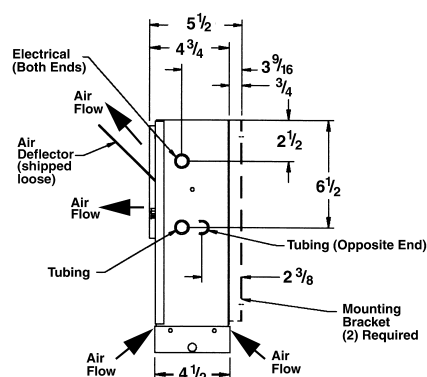 5 1/2
4 3/4
Electrical
(Both Ends)
3 9/16
3/4
Air
Flow
Air
Deflector
(shipped
loose)
2 1/2
6 1/2
Air
Flow
Tubing (Opposite End)
Tubing
2 3/8
Mounting
Bracket
(2) Required
Air
Flow
Air
Flow
4 1/2